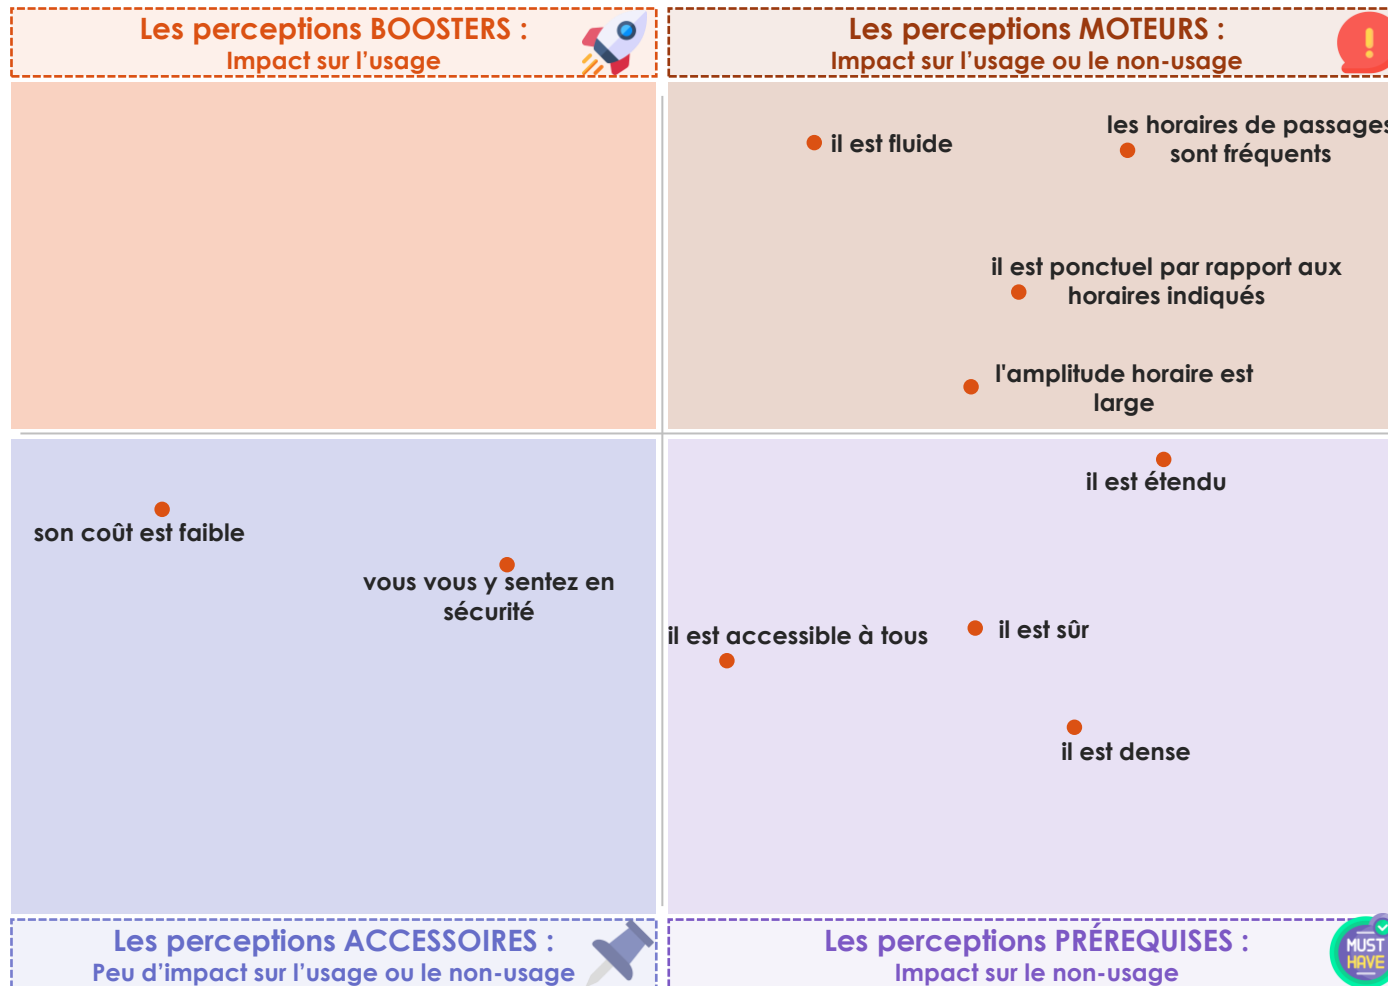 Les perceptions BOOSTERS :
Impact sur l’usage
Les perceptions MOTEURS :
Impact sur l’usage ou le non-usage
il est fluide
les horaires de passages
sont fréquents
il est ponctuel par rapport aux
horaires indiqués
l'amplitude horaire est
large
son coût est faible
vous vous y sentez en
sécurité
il est étendu
il est accessible à tous
il est sûr
il est dense
Les perceptions ACCESSOIRES :
Peu d’impact sur l’usage ou le non-usage
Les perceptions PRÉREQUISES :
Impact sur le non-usage
MUST
HAVE